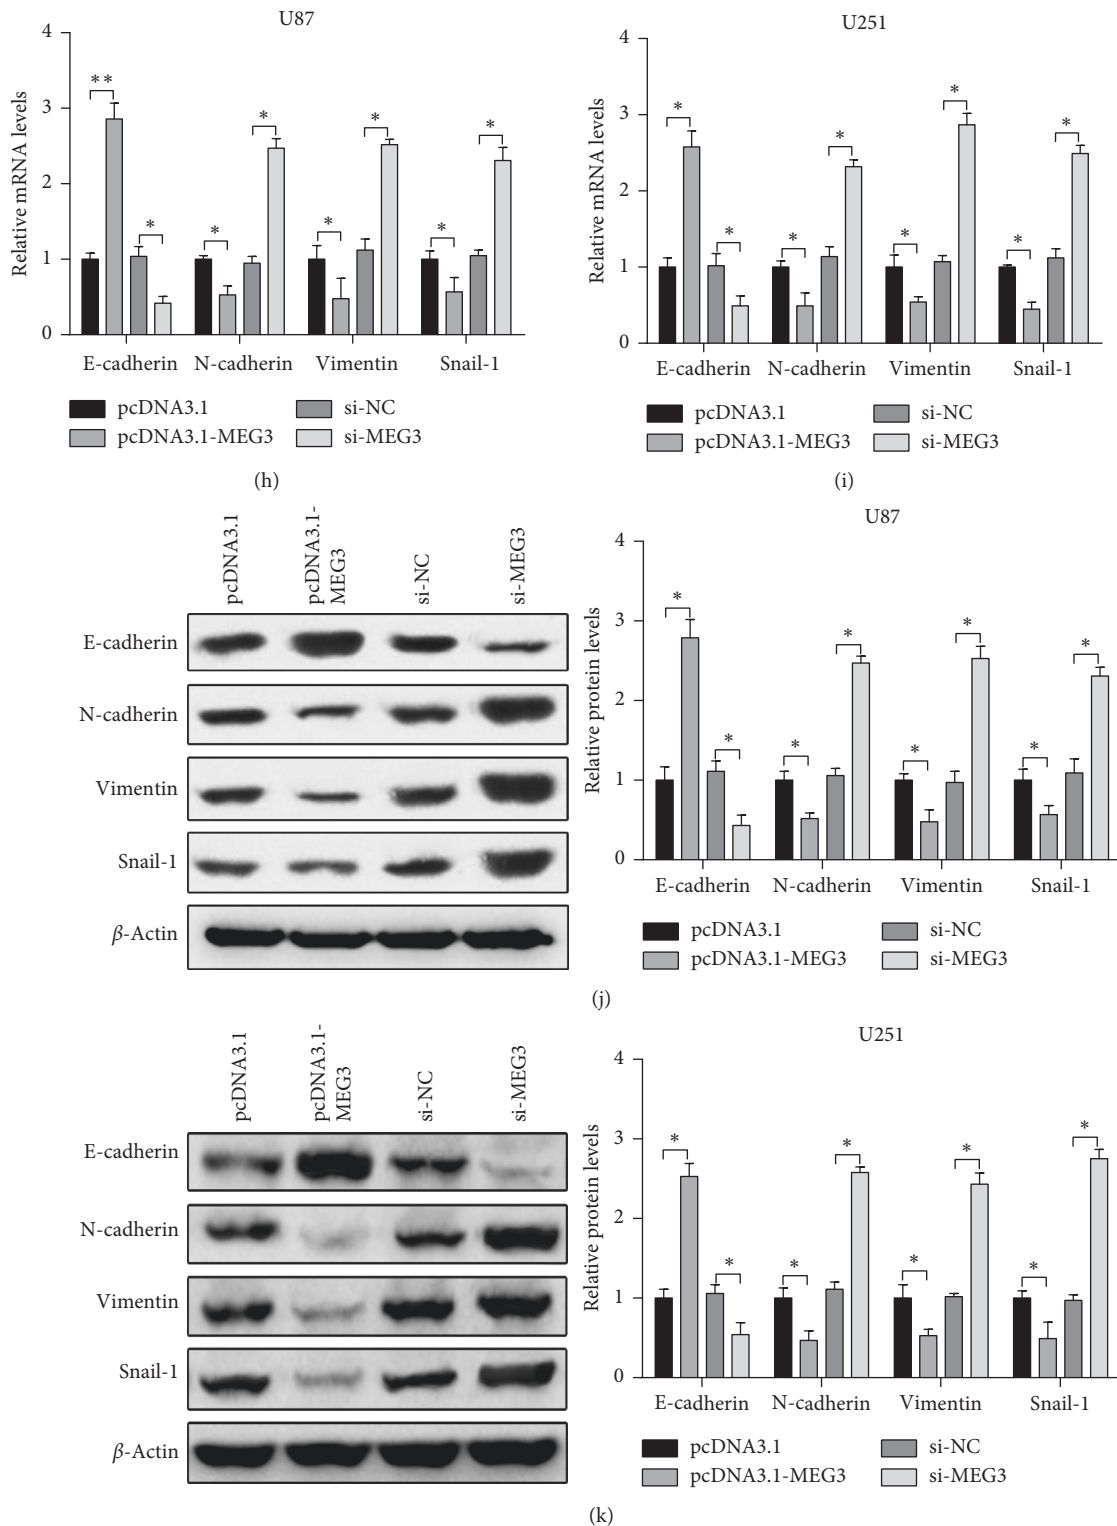 U87
Relative mRNA levels
4
3
2
1
0
**
*
*
*
*
*
*
*
E-cadherin N-cadherin Vimentin Snail-1
pcDNA3.1 si-NC
pcDNA3.1-MEG3 si-MEG3
(h)
U251
Relative mRNA levels
4
3
2
1
0
*
*
*
*
*
*
*
*
E-cadherin N-cadherin Vimentin Snail-1
pcDNA3.1 si-NC
pcDNA3.1-MEG3 si-MEG3
(i)
pcDNA3.1
pcDNA3.1-
MEG3
si-NC
si-MEG3
E-cadherin
N-cadherin
Vimentin
Snail-1
β-Actin
U87
Relative protein levels
4
3
2
1
0
*
*
*
*
*
*
*
*
E-cadherin N-cadherin Vimentin Snail-1
pcDNA3.1 si-NC
pcDNA3.1-MEG3 si-MEG3
(j)
pcDNA3.1
pcDNA3.1-
MEG3
si-NC
si-MEG3
E-cadherin
N-cadherin
Vimentin
Snail-1
β-Actin
U251
Relative protein levels
4
3
2
1
0
*
*
*
*
*
*
*
*
E-cadherin N-cadherin Vimentin Snail-1
pcDNA3.1 si-NC
pcDNA3.1-MEG3 si-MEG3
(k)